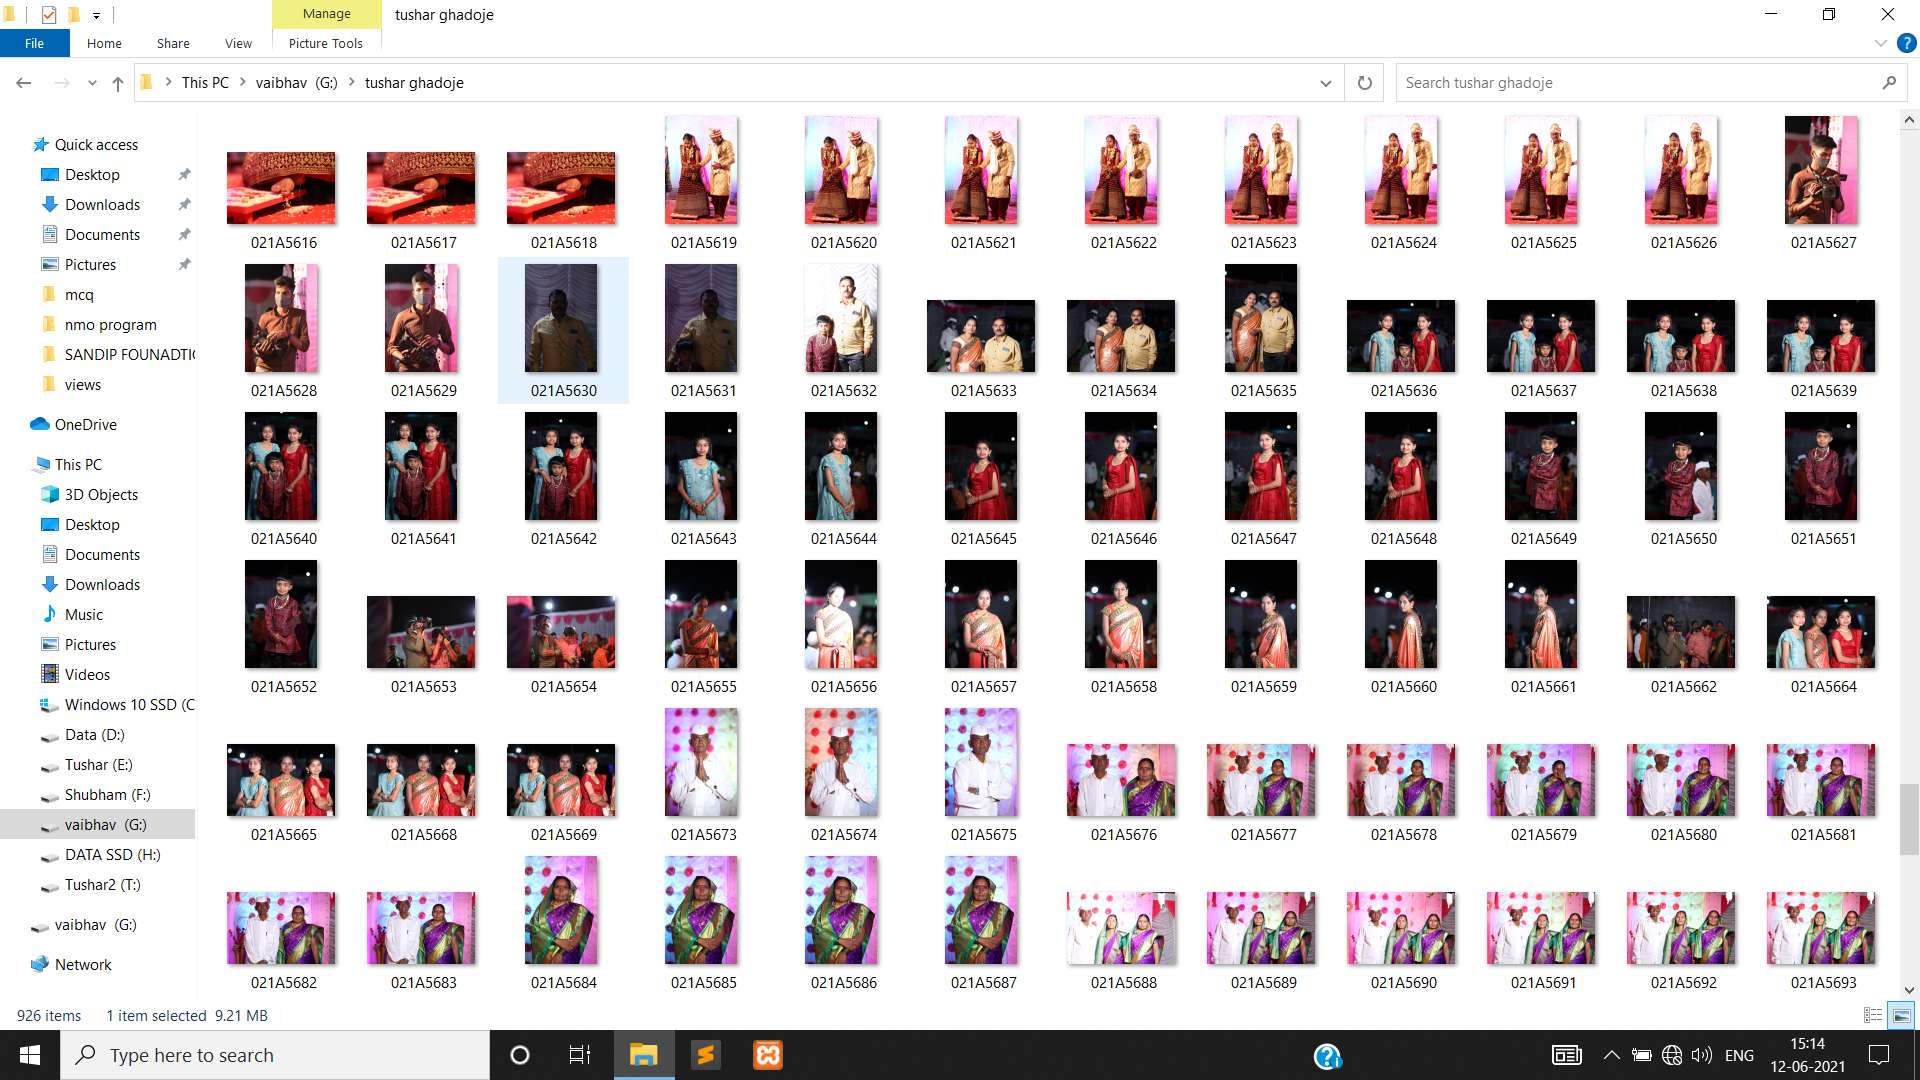 Manage
tushar ghadoje
File
Home
Share
View
Picture Tools
This PC
vaibhav (G:)
tushar ghadoje
Search tushar ghadoje
Quick access
Desktop
Downloads
Documents
Pictures
mcq
nmo program
SANDIP FOUNADTI
views
OneDrive
This PC
3D Objects
Desktop
Documents
Downloads
Music
Pictures
Videos
Windows 10 SSD (C
Data (D:)
Tushar (E:)
Shubham (F:)
vaibhav (G:)
DATA SSD (H:)
Tushar2 (T:)
vaibhav (G:)
Network
021A5616 021A5617 021A5618 021A5619 021A5620 021A5621 021A5622 021A5623 021A5624 021A5625 021A5626 021A5627
021A5628 021A5629 021A5630 021A5631 021A5632 021A5633 021A5634 021A5635 021A5636 021A5637 021A5638 021A5639
021A5640 021A5641 021A5642 021A5643 021A5644 021A5645 021A5646 021A5647 021A5648 021A5649 021A5650 021A5651
021A5652 021A5653 021A5654 021A5655 021A5656 021A5657 021A5658 021A5659 021A5660 021A5661 021A5662 021A5664
021A5665 021A5668 021A5669 021A5673 021A5674 021A5675 021A5676 021A5677 021A5678 021A5679 021A5680 021A5681
021A5682 021A5683 021A5684 021A5685 021A5686 021A5687 021A5688 021A5689 021A5690 021A5691 021A5692 021A5693
926 items 1 item selected 9.21 MB
Type here to search
ENG
15:14
12-06-2021